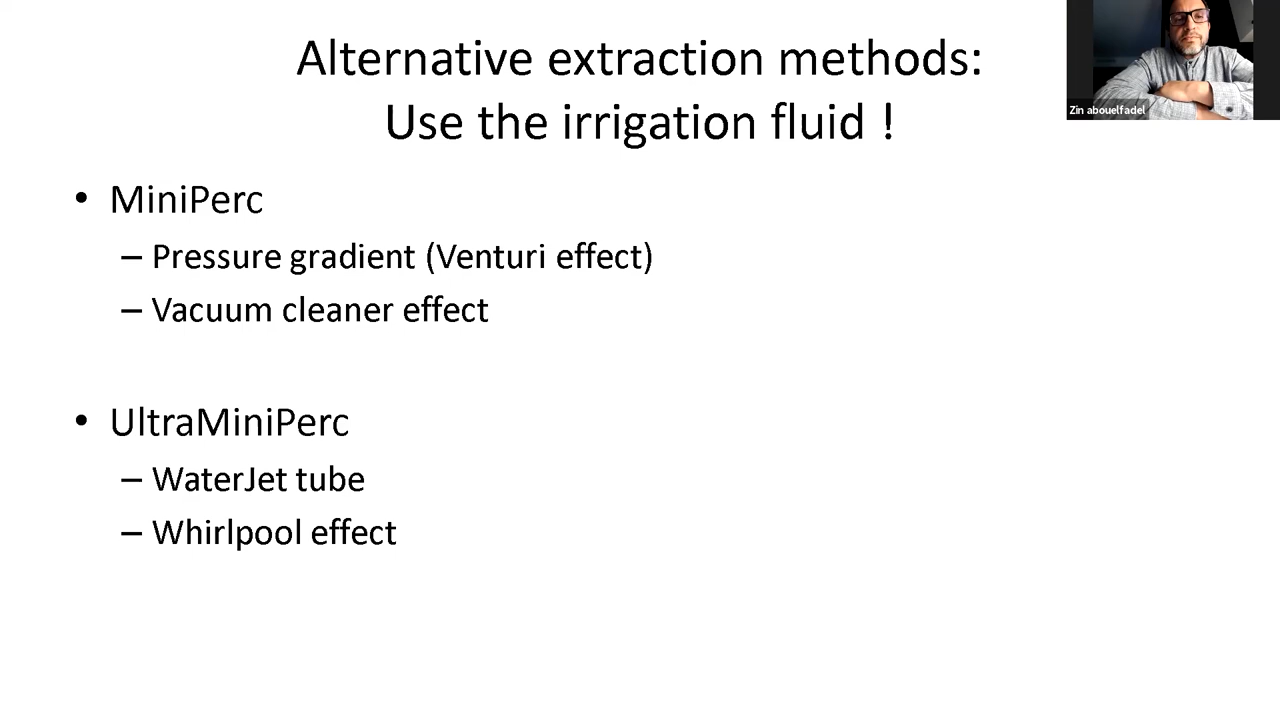 Alternative extraction methods:
Use the irrigation fluid !
Zin abouelfadel
• MiniPerc
– Pressure gradient (Venturi effect)
– Vacuum cleaner effect
• UltraMiniPerc
– WaterJet tube
– Whirlpool effect